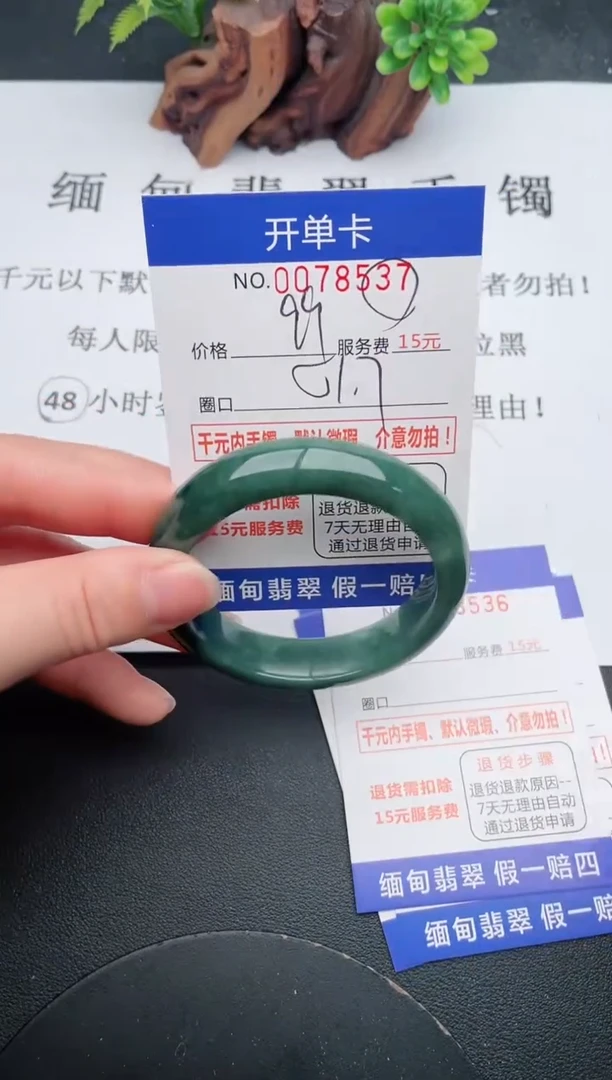 缅甸翡翠手镯
开单卡
NO.0078537
千元以下默
者勿拍!
每人限
拉黑
价格 99 服务费 15元
48小时
理由!
圈口
千元内手镯、默认微瑕、介意勿拍!
需扣除
15元服务费
退货退款
7天无理由自
通过退货申请
缅甸翡翠 假一赔
8536
服务费 15元
圈口
千元内手镯、默认微瑕、介意勿拍!
退货需扣除
15元服务费
退货步骤
退货退款原因--
7天无理由自动
通过退货申请
缅甸翡翠 假一赔四
缅甸翡翠 假一赔